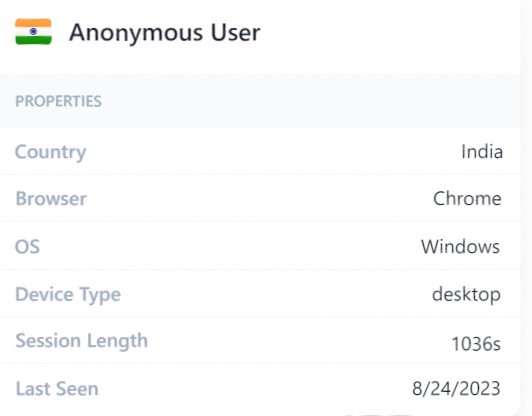 Anonymous User
PROPERTIES
Country India
Browser Chrome
OS Windows
Device Type desktop
Session Length 1036s
Last Seen 8/24/2023